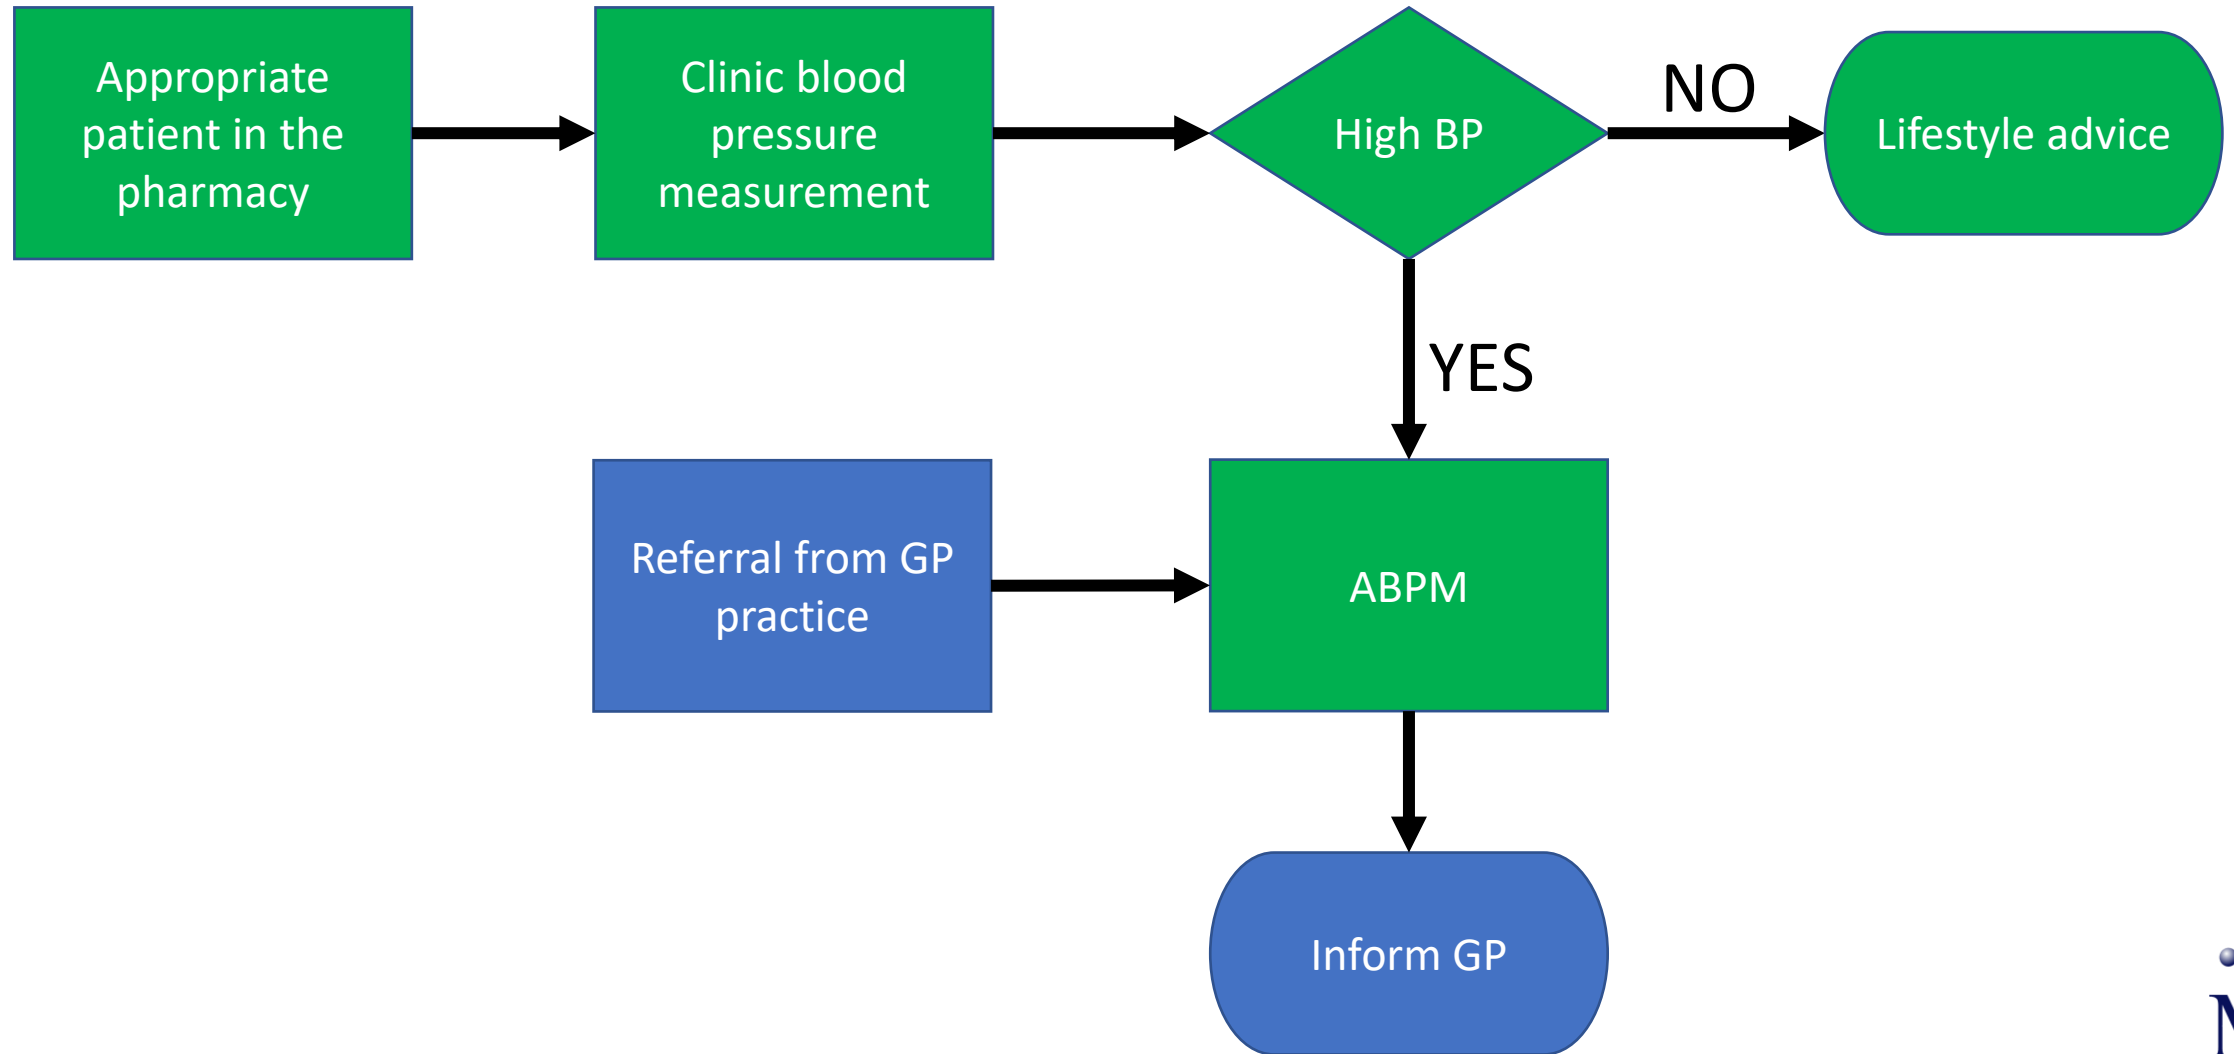 Appropriate
patient in the
pharmacy
Clinic blood
pressure
measurement
High BP
NO
Lifestyle advice
YES
Referral from GP
practice
ABPM
Inform GP